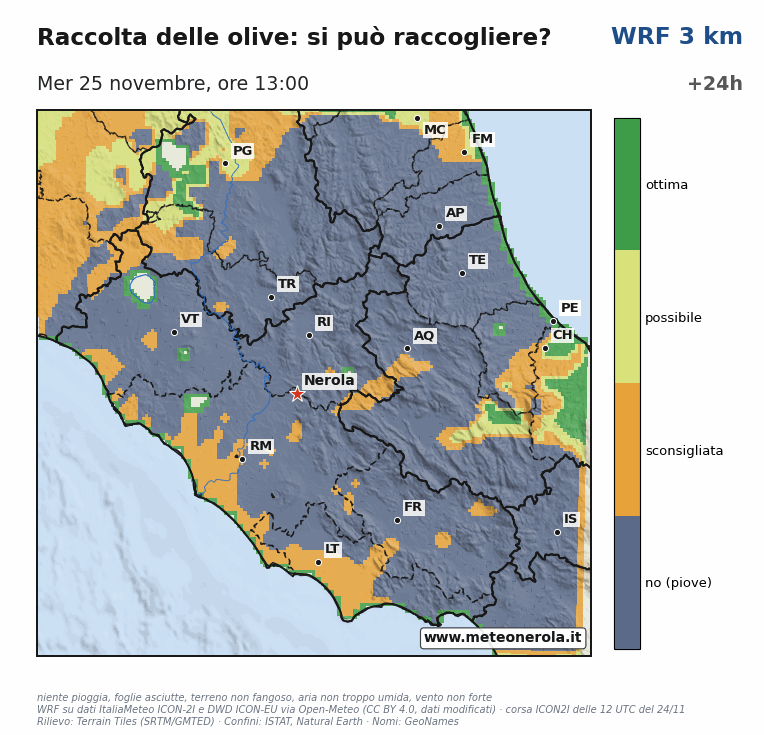 Raccolta delle olive: si può raccogliere?
WRF 3 km
Mer 25 novembre, ore 13:00
+24h
MC
FM
PG
AP
TE
TR
PE
VT
RI
AQ
CH
Nerola
RM
FR
IS
LT
www.meteonerola.it
ottima
possibile
sconsigliata
no (piove)
niente pioggia, foglie asciutte, terreno non fangoso, aria non troppo umida, vento non forte
WRF su dati ItaliaMeteo ICON-2I e DWD ICON-EU via Open-Meteo (CC BY 4.0, dati modificati) · corsa ICON2I delle 12 UTC del 24/11
Rilievo: Terrain Tiles (SRTM/GMTED) · Confini: ISTAT, Natural Earth · Nomi: GeoNames